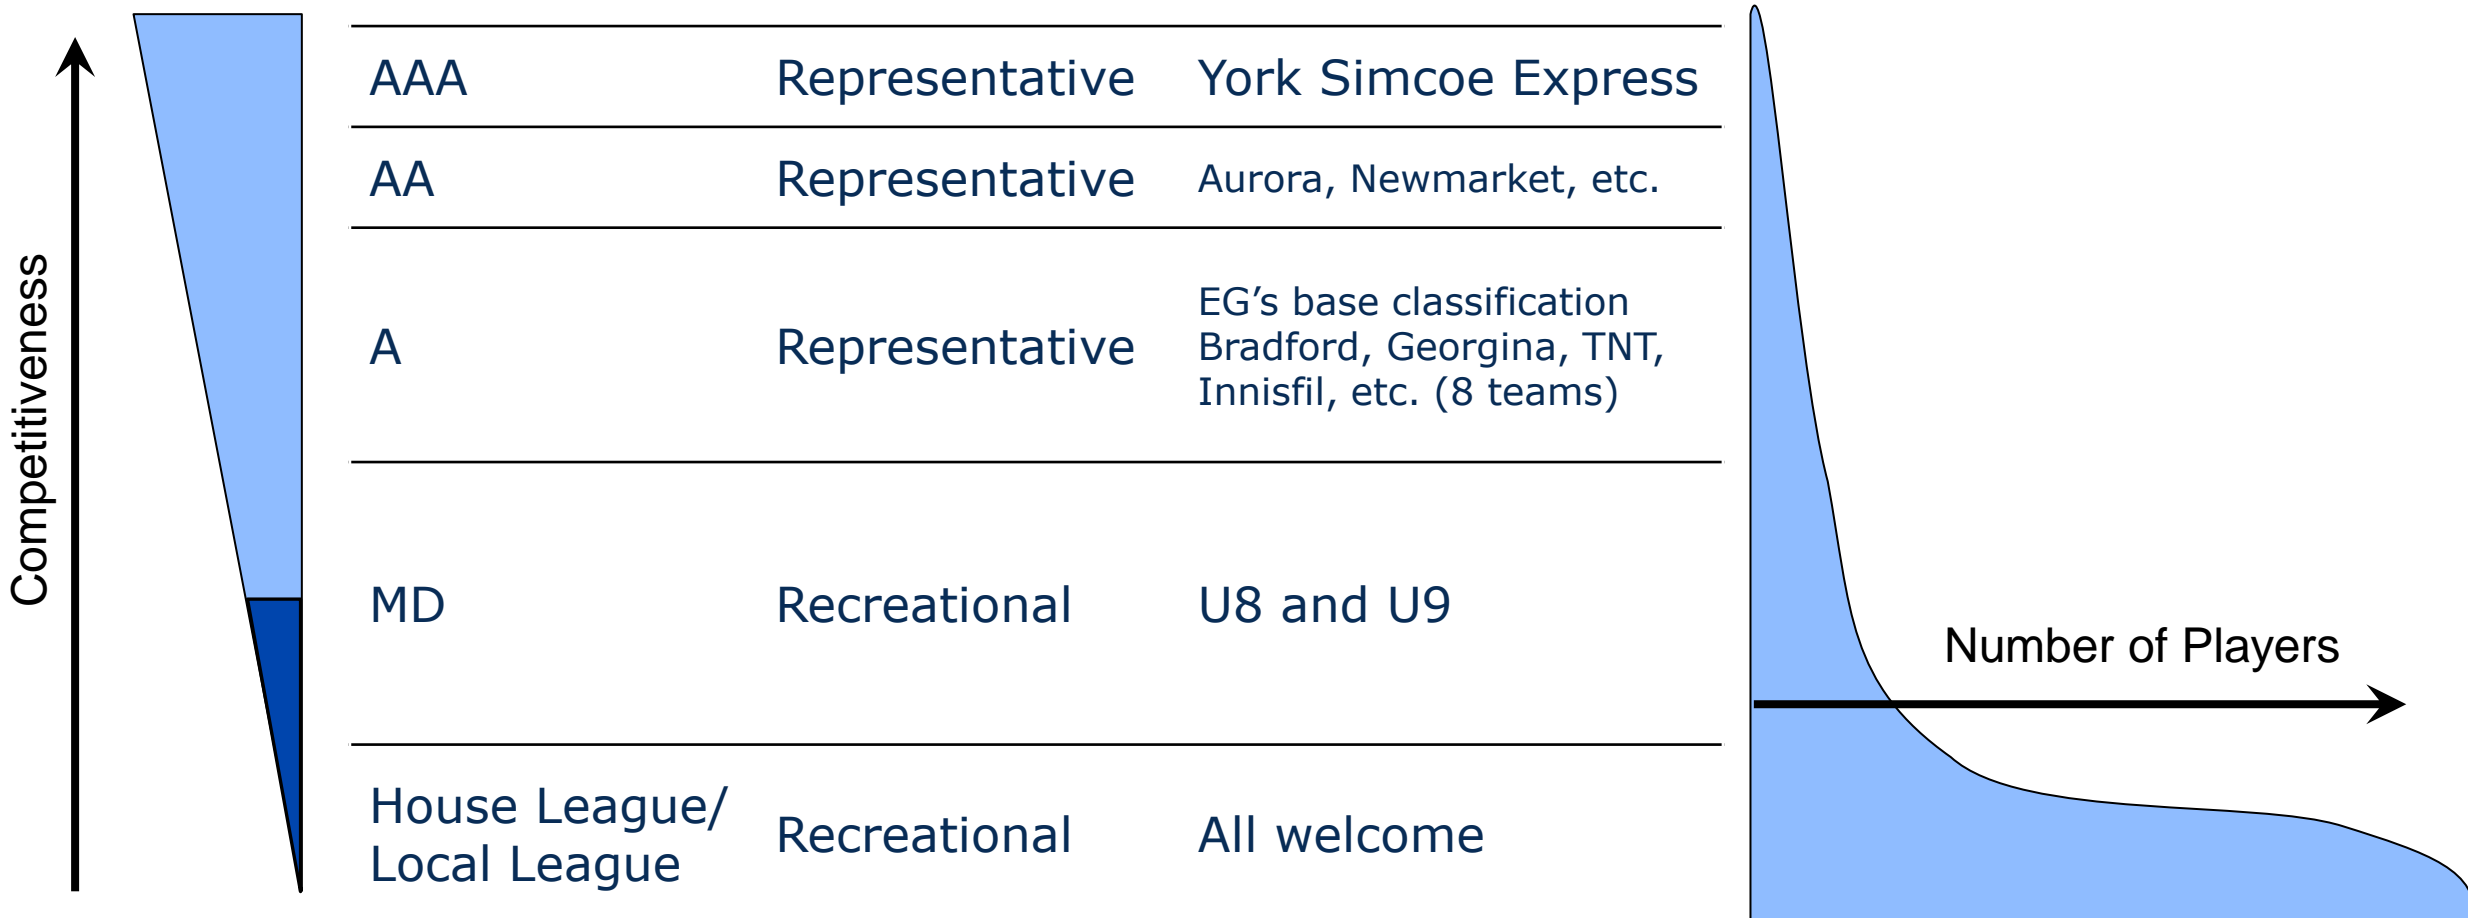 Competitiveness
AAA
Representative
York Simcoe Express
AA
Representative
Aurora, Newmarket, etc.
A
Representative
EG’s base classification
Bradford, Georgina, TNT,
Innisfil, etc. (8 teams)
MD
Recreational
U8 and U9
House League/
Local League
Recreational
All welcome
Number of Players